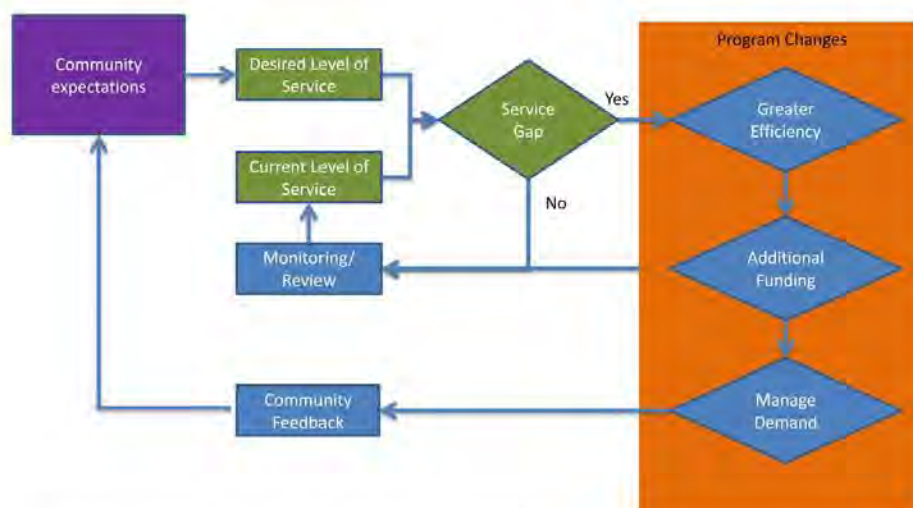 Program Changes
Community
expectations
Desired Level of
Service
Service
Gap
Yes
Greater
Efficiency
Current Level of
Service
No
Monitoring/
Review
Additional
Funding
Community
Feedback
Manage
Demand